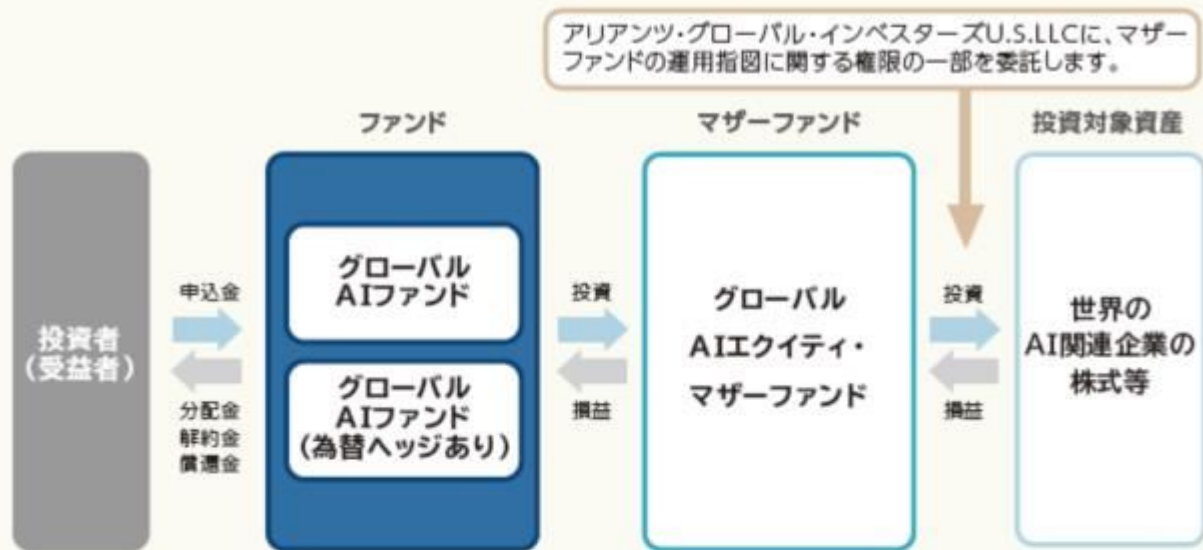 アリアンツ・グローバル・インベスターズU.S.LLCに、マザー
ファンドの運用指図に関する権限の一部を委託します。
ファンド
マザーファンド
投資対象資産
投資者
(受益者)
申込金
分配金
解約金
償還金
グローバル
AIファンド
グローバル
AIファンド
(為替ヘッジあり)
投資
損益
グローバル
AIエクイティ・
マザーファンド
投資
損益
世界の
AI関連企業の
株式等